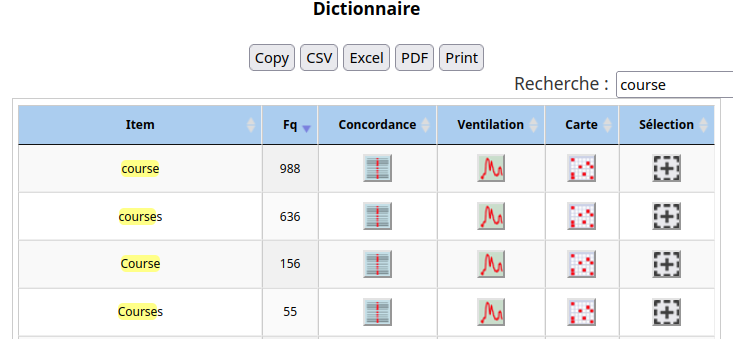 Dictionnaire
Copy CSV Excel PDF Print
Recherche : course
Item Fq Concordance Ventilation Carte Sélection
course 988
courses 636
Course 156
Courses 55